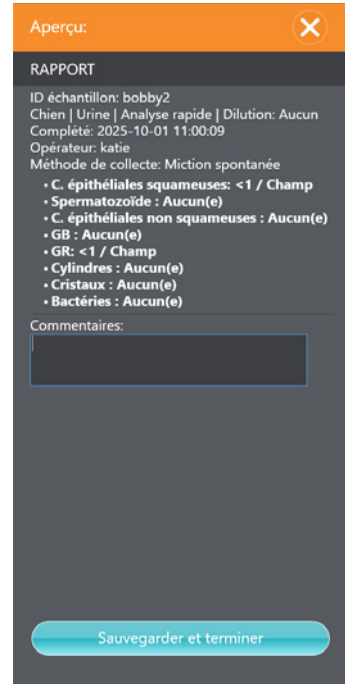 Aperçu:
RAPPORT
ID échantillon: bobby2
Chien | Urine | Analyse rapide | Dilution: Aucun
Complété: 2025-10-01 11:00:09
Opérateur: katie
Méthode de collecte: Miction spontanée
• C. épithéliales squameuses: <1 / Champ
• Spermatozoïde : Aucun(e)
• C. épithéliales non squameuses : Aucun(e)
• GB : Aucun(e)
• GR: <1 / Champ
• Cylindres : Aucun(e)
• Cristaux : Aucun(e)
• Bactéries : Aucun(e)
Commentaires:
Sauvegarder et terminer